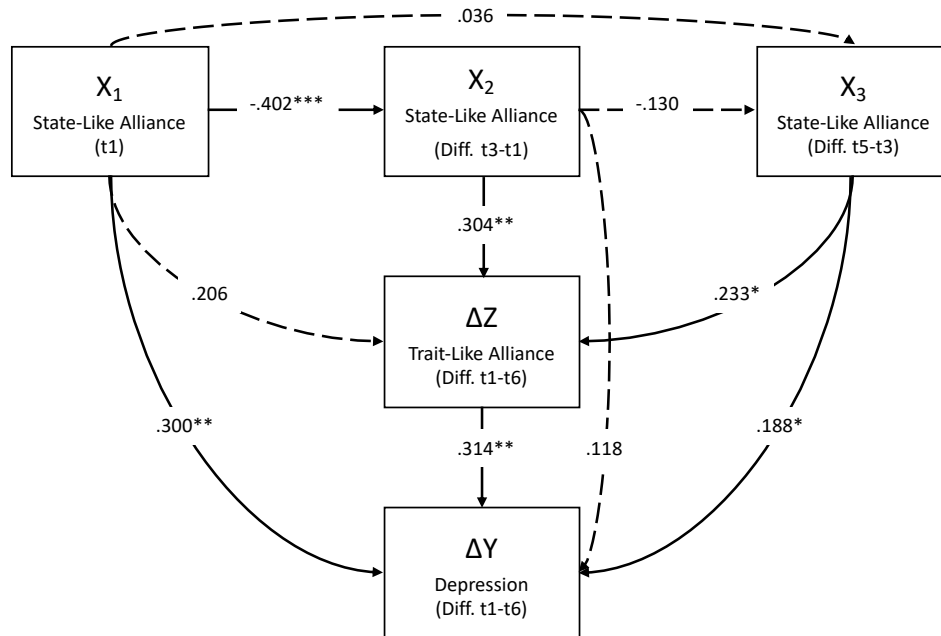 .036
X₁
State-Like Alliance
(t1)
-.402***
X₂
State-Like Alliance
(Diff. t3-t1)
-.130
X₃
State-Like Alliance
(Diff. t5-t3)
.304**
.206
.233*
ΔZ
Trait-Like Alliance
(Diff. t1-t6)
.300**
.314**
.118
.188*
ΔY
Depression
(Diff. t1-t6)